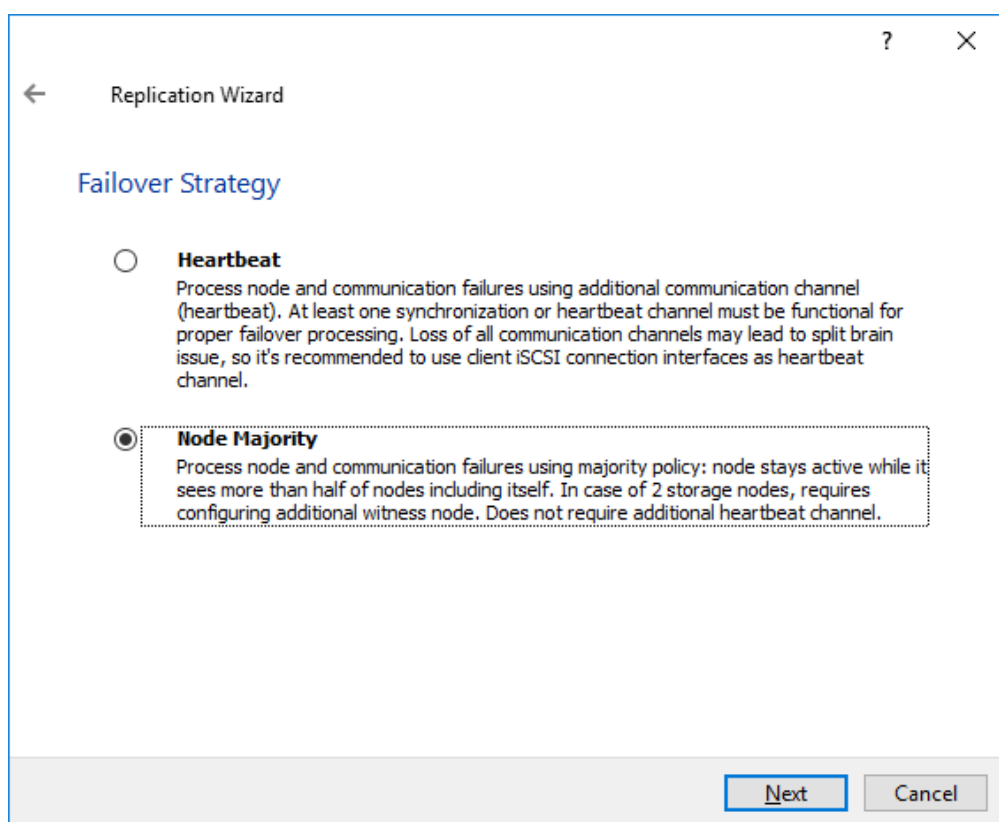 ?
Replication Wizard
Failover Strategy
Heartbeat
Process node and communication failures using additional communication channel
(heartbeat). At least one synchronization or heartbeat channel must be functional for
proper failover processing. Loss of all communication channels may lead to split brain
issue, so it's recommended to use client iSCSI connection interfaces as heartbeat
channel.
Node Majority
Process node and communication failures using majority policy: node stays active while it
sees more than half of nodes including itself. In case of 2 storage nodes, requires
configuring additional witness node. Does not require additional heartbeat channel.
Next Cancel